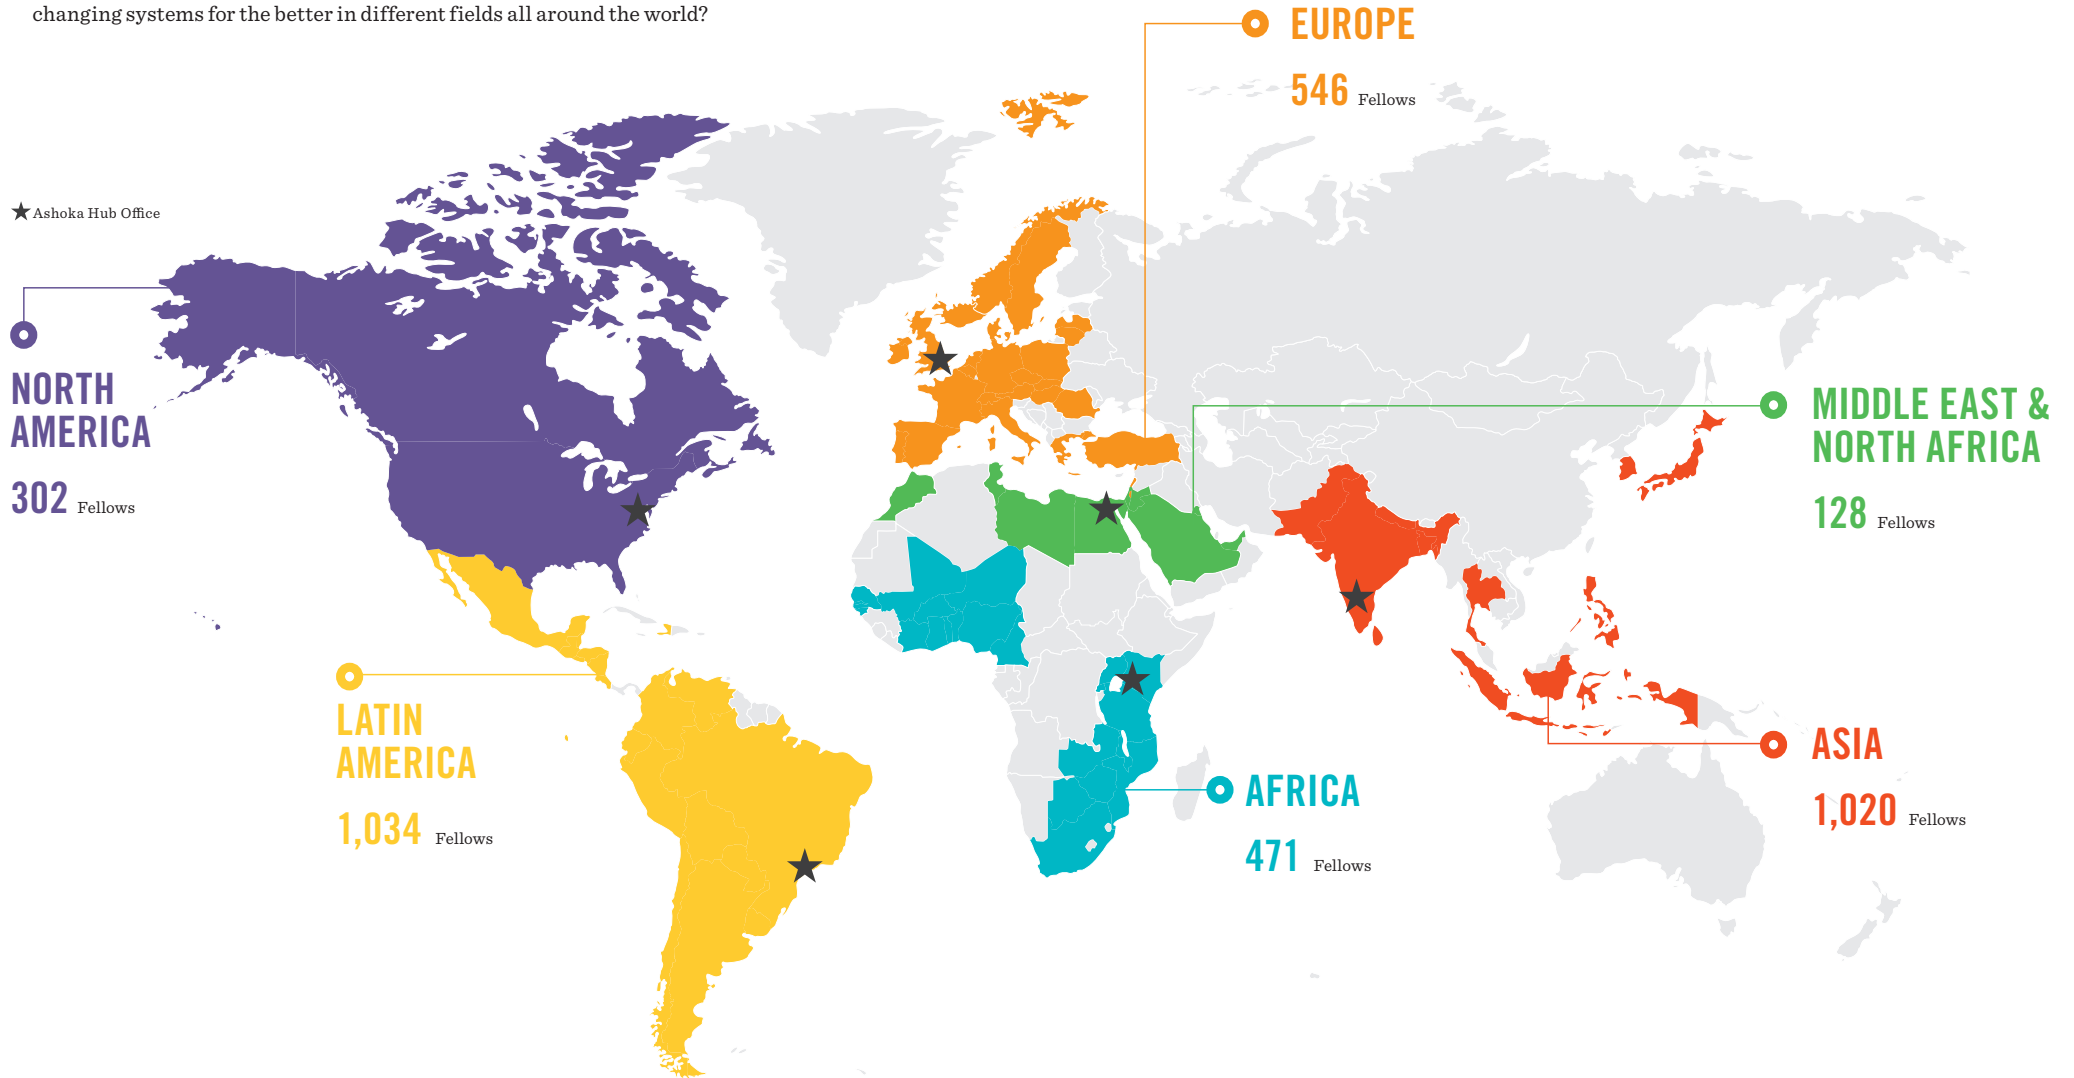 changing systems for the better in different fields all around the world?
EUROPE
546 Fellows
★ Ashoka Hub Office
NORTH
AMERICA
302 Fellows
MIDDLE EAST &
NORTH AFRICA
128 Fellows
LATIN
AMERICA
1,034 Fellows
AFRICA
471 Fellows
ASIA
1,020 Fellows